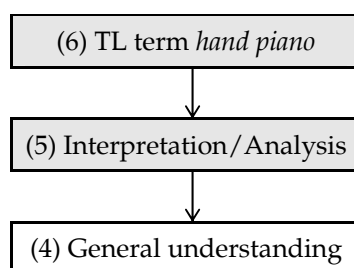 (6) TL term hand piano
(5) Interpretation/Analysis
(4) General understanding